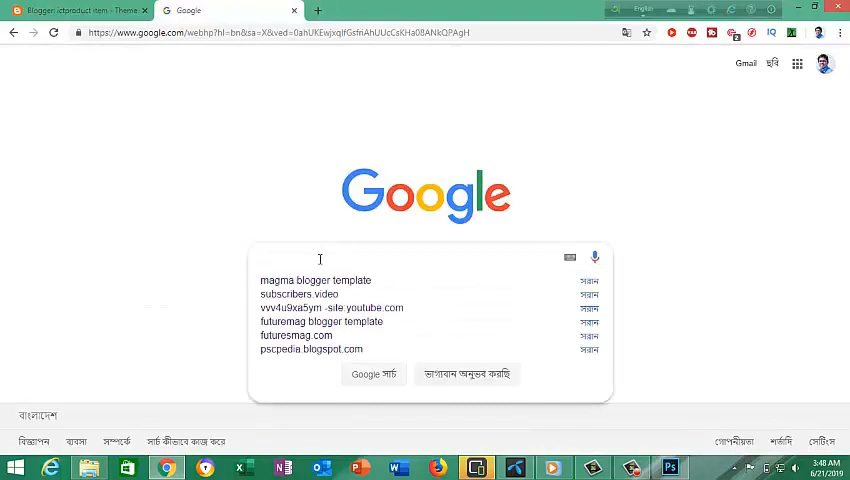 Blogger: ictproduct item - Theme
Google
English
https://www.google.com/webhp?hl=bn&sa=X&ved=0ahUKEwjxqIfGsfriAhUUcCsKHa08ANkQPAgH
Gmail ছবি
Google
magma blogger template সরান
subscribers.video সরান
vvv4u9xa5ym -site:youtube.com সরান
futuremag blogger template সরান
futuresmag.com সরান
pscpedia.blogspot.com সরান
Google সার্চ ভাগ্যবান অনুভব করছি
বাংলাদেশ
বিজ্ঞাপন ব্যবসা সম্পর্কে সার্চ কীভাবে কাজ করে গোপনীয়তা শর্তাদি সেটিংস
3:48 AM
6/21/2019